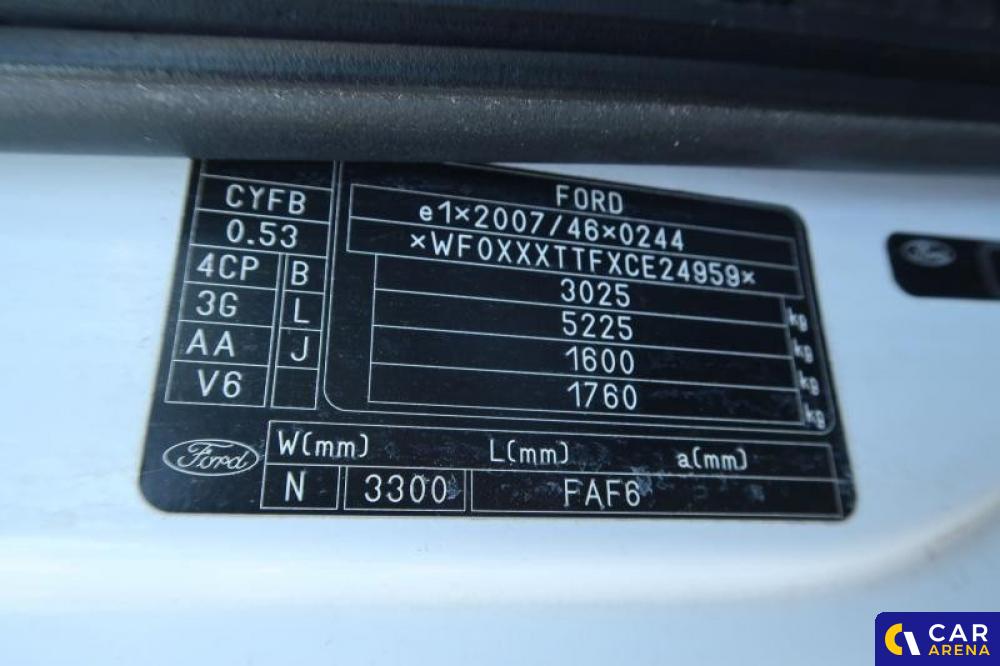 FORD
e1×2007/46×0244
×WF0XXXTTFXCE24959×
3025 kg
5225 kg
1600 kg
1760 kg
CYFB
0.53
4CP B
3G L
AA J
V6
Ford
W(mm) L(mm) a(mm)
N 3300 FAF6
Ford
CAR
ARENA